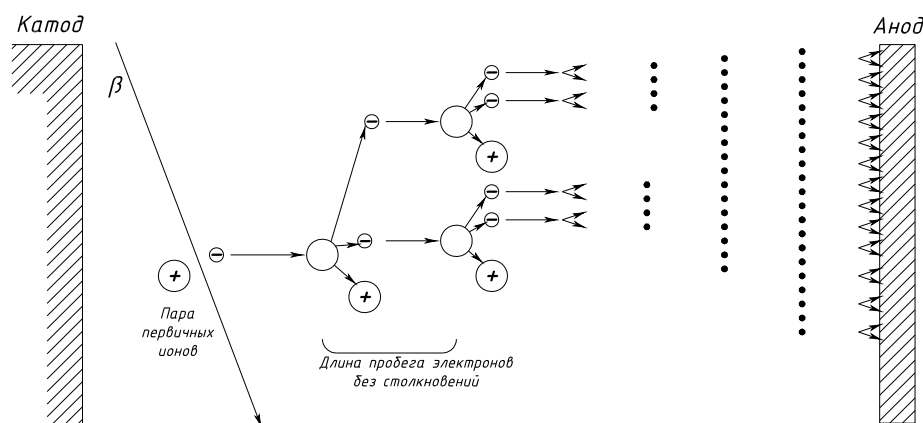 Катод
Анод
β
Пара
первичных
ионов
Длина пробега электронов
без столкновений